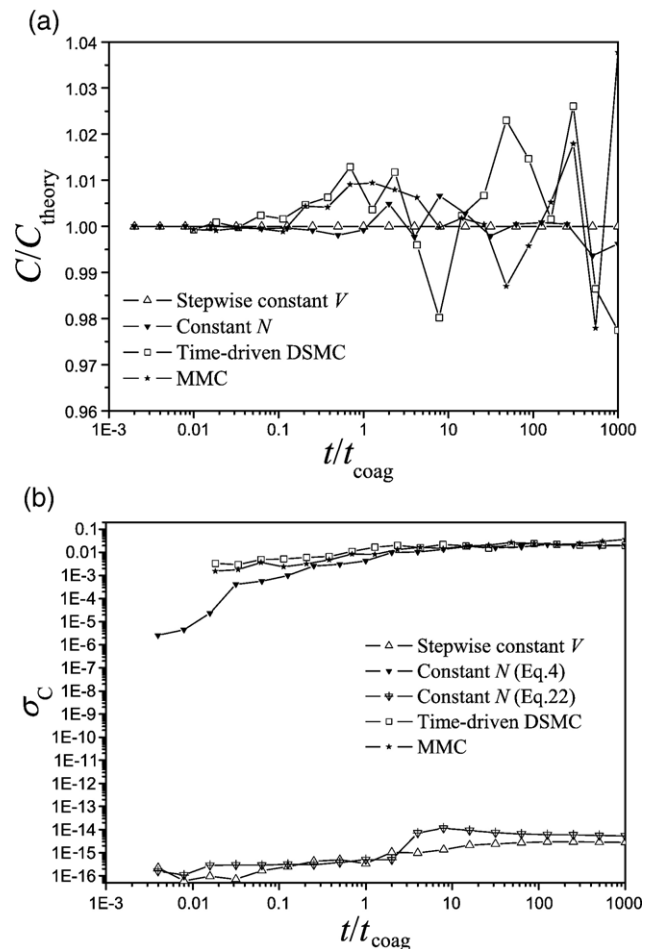 (a)
1.04
1.03
1.02
1.01
1.00
0.99
0.98
0.97
0.96
C/C_theory
Stepwise constant V
Constant N
Time-driven DSMC
MMC
1E-3 0.01 0.1 1 10 100 1000
t/t_coag
(b)
0.1
0.01
1E-3
1E-4
1E-5
1E-6
1E-7
1E-8
1E-9
1E-10
1E-11
1E-12
1E-13
1E-14
1E-15
1E-16
σ_C
Stepwise constant V
Constant N (Eq.4)
Constant N (Eq.22)
Time-driven DSMC
MMC
1E-3 0.01 0.1 1 10 100 1000
t/t_coag